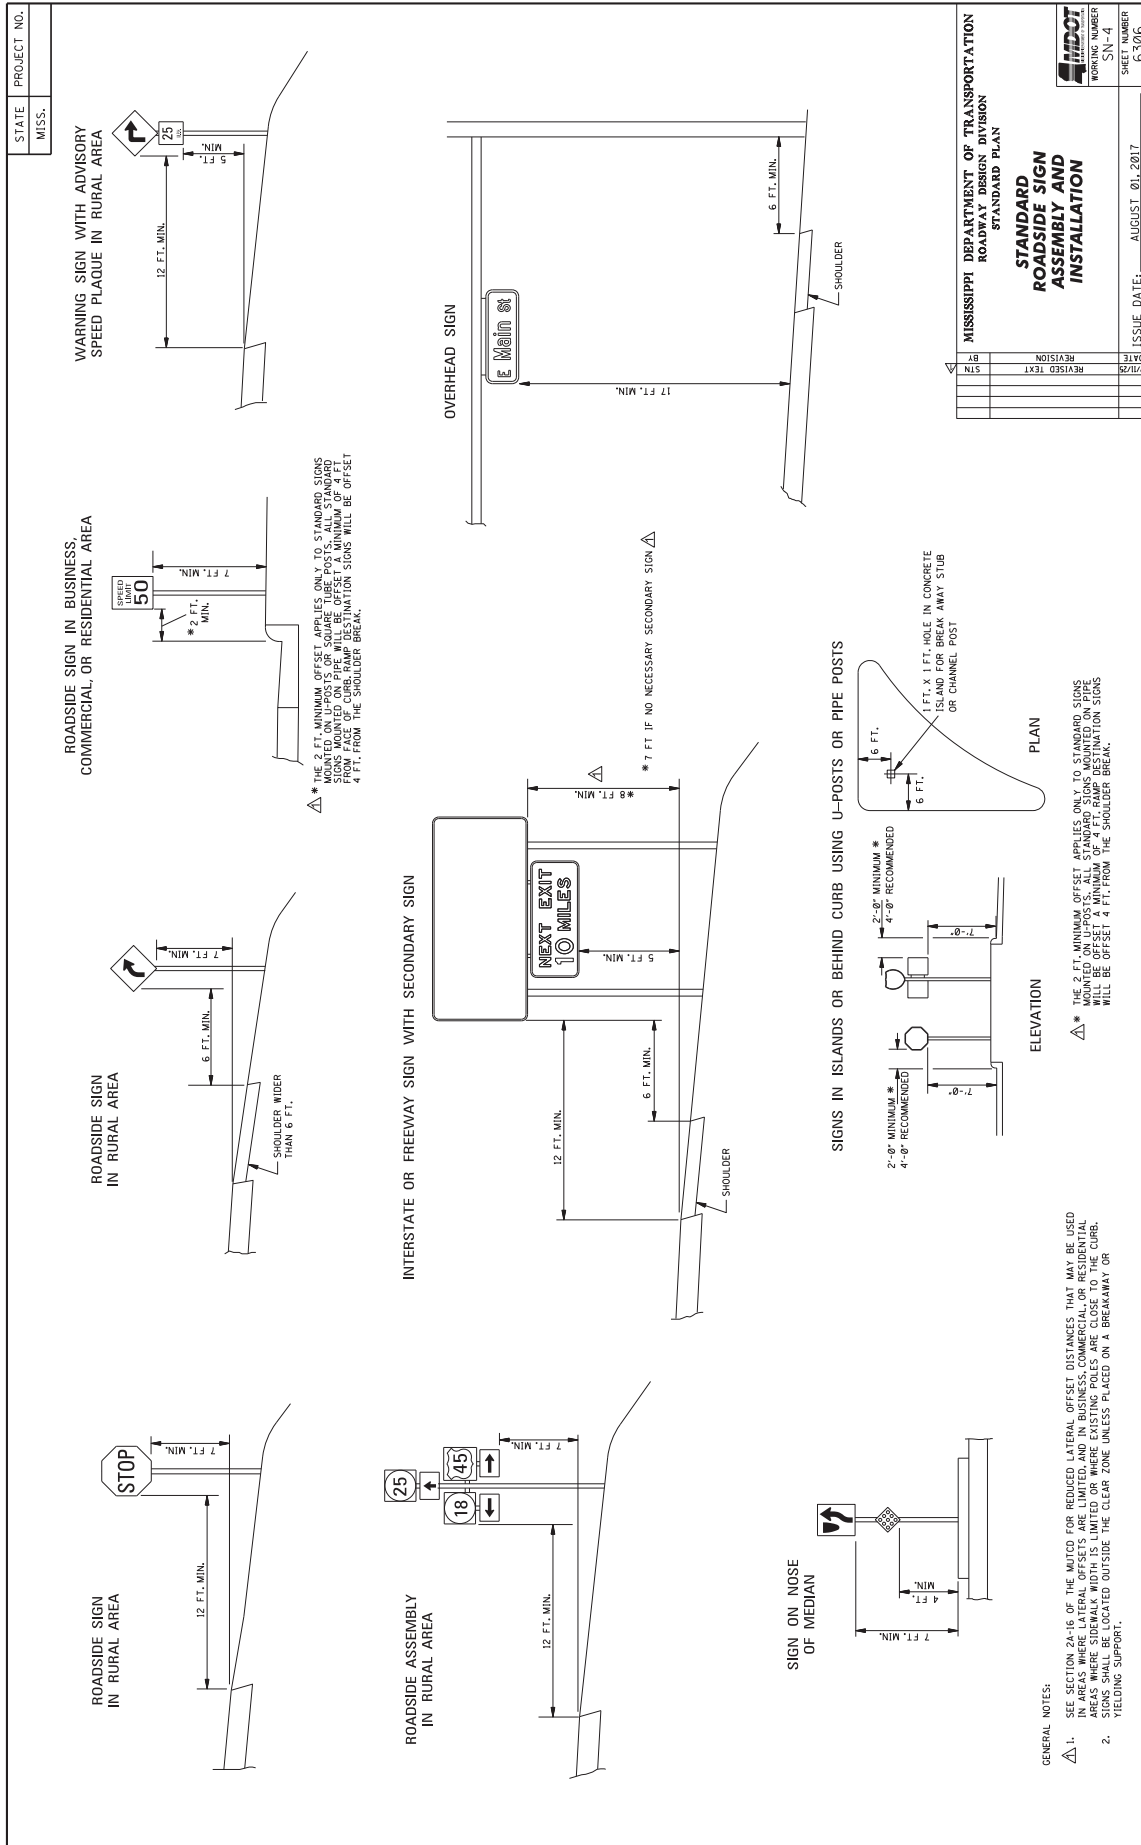 STATE
PROJECT NO.
MISS.
ROADSIDE SIGN
IN RURAL AREA
STOP
12 FT. MIN.
7 FT. MIN.
ROADSIDE SIGN
IN RURAL AREA
6 FT. MIN.
7 FT. MIN.
SHOULDER WIDER
THAN 6 FT.
ROADSIDE SIGN IN BUSINESS,
COMMERCIAL, OR RESIDENTIAL AREA
SPEED
LIMIT
50
* 2 FT.
MIN.
7 FT. MIN.
1 * THE 2 FT. MINIMUM OFFSET APPLIES ONLY TO STANDARD SIGNS
MOUNTED ON U-POSTS OR SQUARE TUBE POSTS. ALL STANDARD
SIGNS MOUNTED ON PIPE WILL BE OFFSET A MINIMUM OF 4 FT
FROM FACE OF CURB. RAMP DESTINATION SIGNS WILL BE OFFSET
4 FT. FROM THE SHOULDER BREAK.
WARNING SIGN WITH ADVISORY
SPEED PLAQUE IN RURAL AREA
25
12 FT. MIN.
5 FT.
MIN.
ROADSIDE ASSEMBLY
IN RURAL AREA
25
18
45
12 FT. MIN.
7 FT.
MIN.
INTERSTATE OR FREEWAY SIGN WITH SECONDARY SIGN
NEXT EXIT
10 MILES
12 FT. MIN.
6 FT. MIN.
5 FT. MIN.
*8 FT. MIN.
1
SHOULDER
* 7 FT IF NO NECESSARY SECONDARY SIGN 1
OVERHEAD SIGN
E Main st
17 FT. MIN.
6 FT. MIN.
SHOULDER
SIGN ON NOSE
OF MEDIAN
7 FT. MIN.
4 FT.
MIN.
SIGNS IN ISLANDS OR BEHIND CURB USING U-POSTS OR PIPE POSTS
2'-0" MINIMUM *
4'-0" RECOMMENDED
7'-0"
2'-0" MINIMUM *
4'-0" RECOMMENDED
7'-0"
ELEVATION
6 FT.
6 FT.
1 FT. X 1 FT. HOLE IN CONCRETE
ISLAND FOR BREAK AWAY STUB
OR CHANNEL POST
PLAN
1 * THE 2 FT. MINIMUM OFFSET APPLIES ONLY TO STANDARD SIGNS
MOUNTED ON U-POSTS. ALL STANDARD SIGNS MOUNTED ON PIPE
WILL BE OFFSET A MINIMUM OF 4 FT. RAMP DESTINATION SIGNS
WILL BE OFFSET 4 FT. FROM THE SHOULDER BREAK.
GENERAL NOTES:
1 1. SEE SECTION 2A-16 OF THE MUTCD FOR REDUCED LATERAL OFFSET DISTANCES THAT MAY BE USED
IN AREAS WHERE LATERAL OFFSETS ARE LIMITED, AND IN BUSINESS, COMMERCIAL, OR RESIDENTIAL
AREAS WHERE SIDEWALK WIDTH IS LIMITED OR WHERE EXISTING POLES ARE CLOSE TO THE CURB.
2. SIGNS SHALL BE LOCATED OUTSIDE THE CLEAR ZONE UNLESS PLACED ON A BREAKAWAY OR
YIELDING SUPPORT.
1
STN
BY
REVISED TEXT
REVISION
DATE
MISSISSIPPI DEPARTMENT OF TRANSPORTATION
ROADWAY DESIGN DIVISION
STANDARD PLAN
STANDARD
ROADSIDE SIGN
ASSEMBLY AND
INSTALLATION
ISSUE DATE: AUGUST 01, 2017
MDOT
WORKING NUMBER
SN-4
SHEET NUMBER
6306